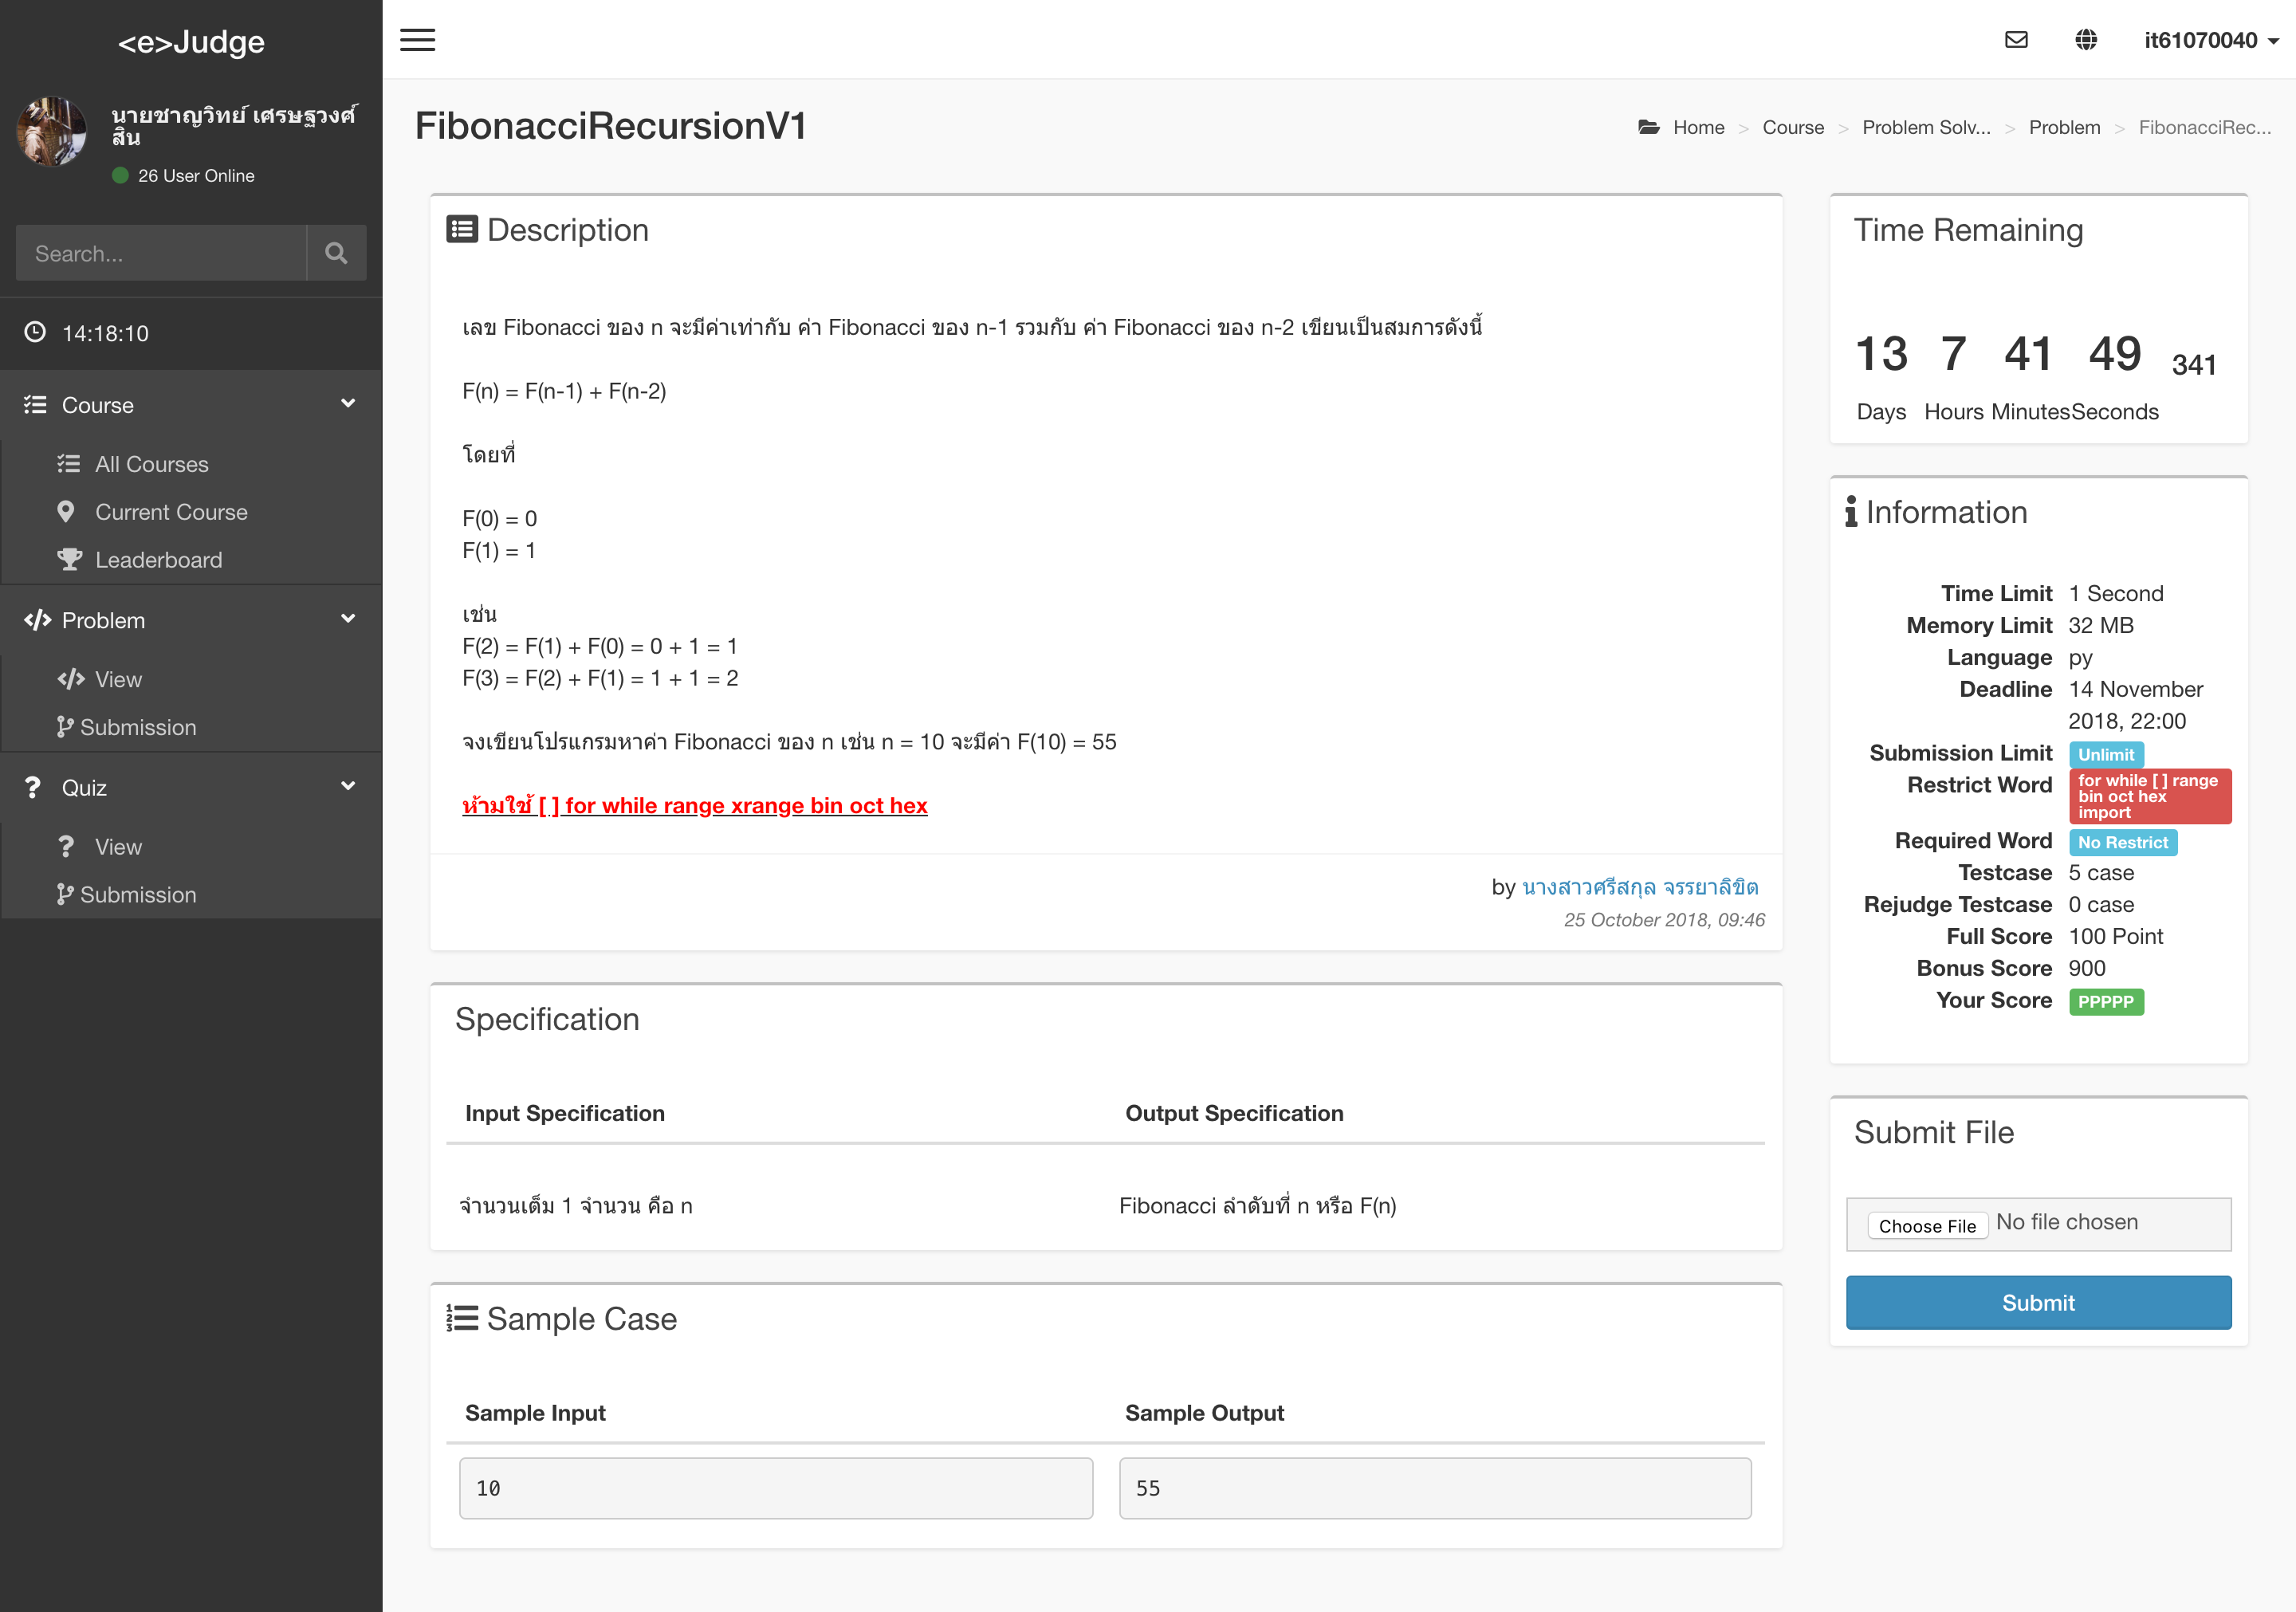 <e>Judge
นายชาญวิทย์ เศรษฐวงศ์
สิน
26 User Online
Search...
14:18:10
Course
All Courses
Current Course
Leaderboard
Problem
View
Submission
Quiz
View
Submission
it61070040
FibonacciRecursionV1
Home > Course > Problem Solv... > Problem > FibonacciRec...
Description
เลข Fibonacci ของ n จะมีค่าเท่ากับ ค่า Fibonacci ของ n-1 รวมกับ ค่า Fibonacci ของ n-2 เขียนเป็นสมการดังนี้
F(n) = F(n-1) + F(n-2)
โดยที่
F(0) = 0
F(1) = 1
เช่น
F(2) = F(1) + F(0) = 0 + 1 = 1
F(3) = F(2) + F(1) = 1 + 1 = 2
จงเขียนโปรแกรมหาค่า Fibonacci ของ n เช่น n = 10 จะมีค่า F(10) = 55
ห้ามใช้ [ ] for while range xrange bin oct hex
by นางสาวศรีสกุล จรรยาลิขิต
25 October 2018, 09:46
Specification
Input Specification Output Specification
จำนวนเต็ม 1 จำนวน คือ n Fibonacci ลำดับที่ n หรือ F(n)
Sample Case
Sample Input Sample Output
10 55
Time Remaining
13 7 41 49 341
Days Hours Minutes Seconds
Information
Time Limit 1 Second
Memory Limit 32 MB
Language py
Deadline 14 November
2018, 22:00
Submission Limit Unlimit
Restrict Word for while [ ] range
bin oct hex
import
Required Word No Restrict
Testcase 5 case
Rejudge Testcase 0 case
Full Score 100 Point
Bonus Score 900
Your Score PPPPP
Submit File
Choose File No file chosen
Submit